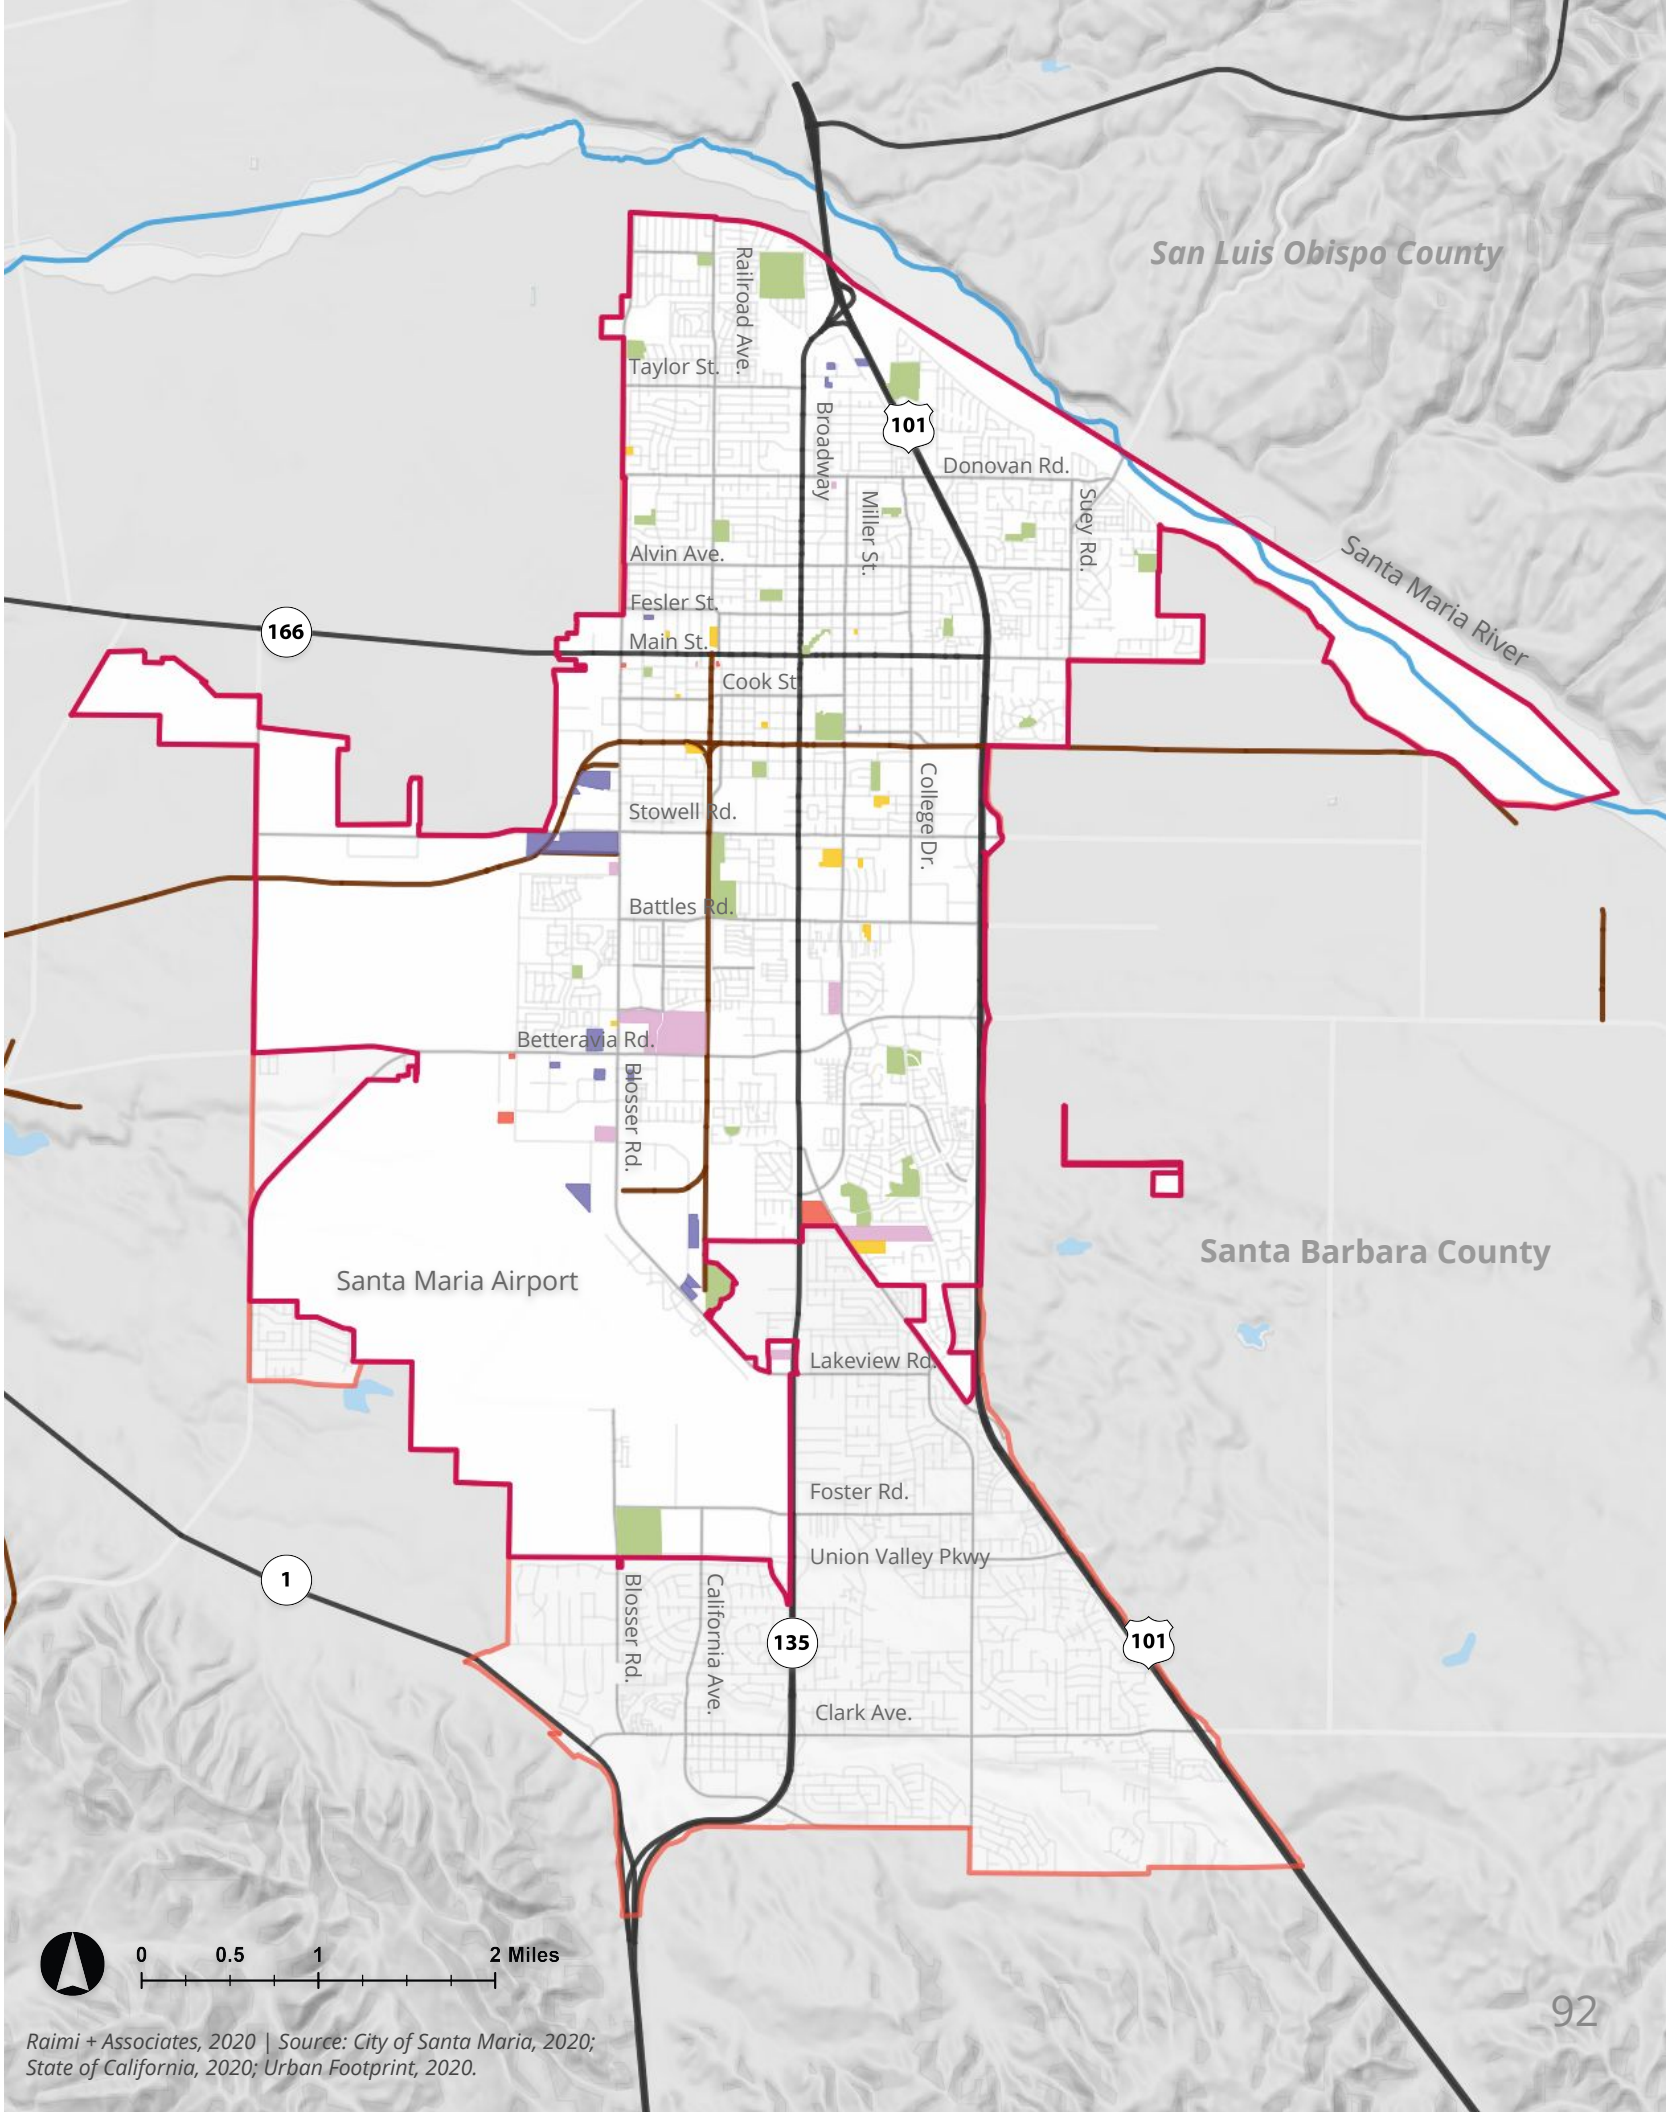 San Luis Obispo County
Railroad Ave.
Taylor St.
101
Broadway
Donovan Rd.
Miller St.
Suey Rd.
Alvin Ave.
Santa Maria River
Fesler St.
166
Main St.
Cook St
College Dr.
Stowell Rd.
Battles Rd.
Betteravia Rd.
Blosser Rd.
Santa Barbara County
Santa Maria Airport
Lakeview Rd.
Foster Rd.
Union Valley Pkwy
1
Blosser Rd.
California Ave.
135
101
Clark Ave.
0 0.5 1 2 Miles
92
Raimi + Associates, 2020 | Source: City of Santa Maria, 2020;
State of California, 2020; Urban Footprint, 2020.